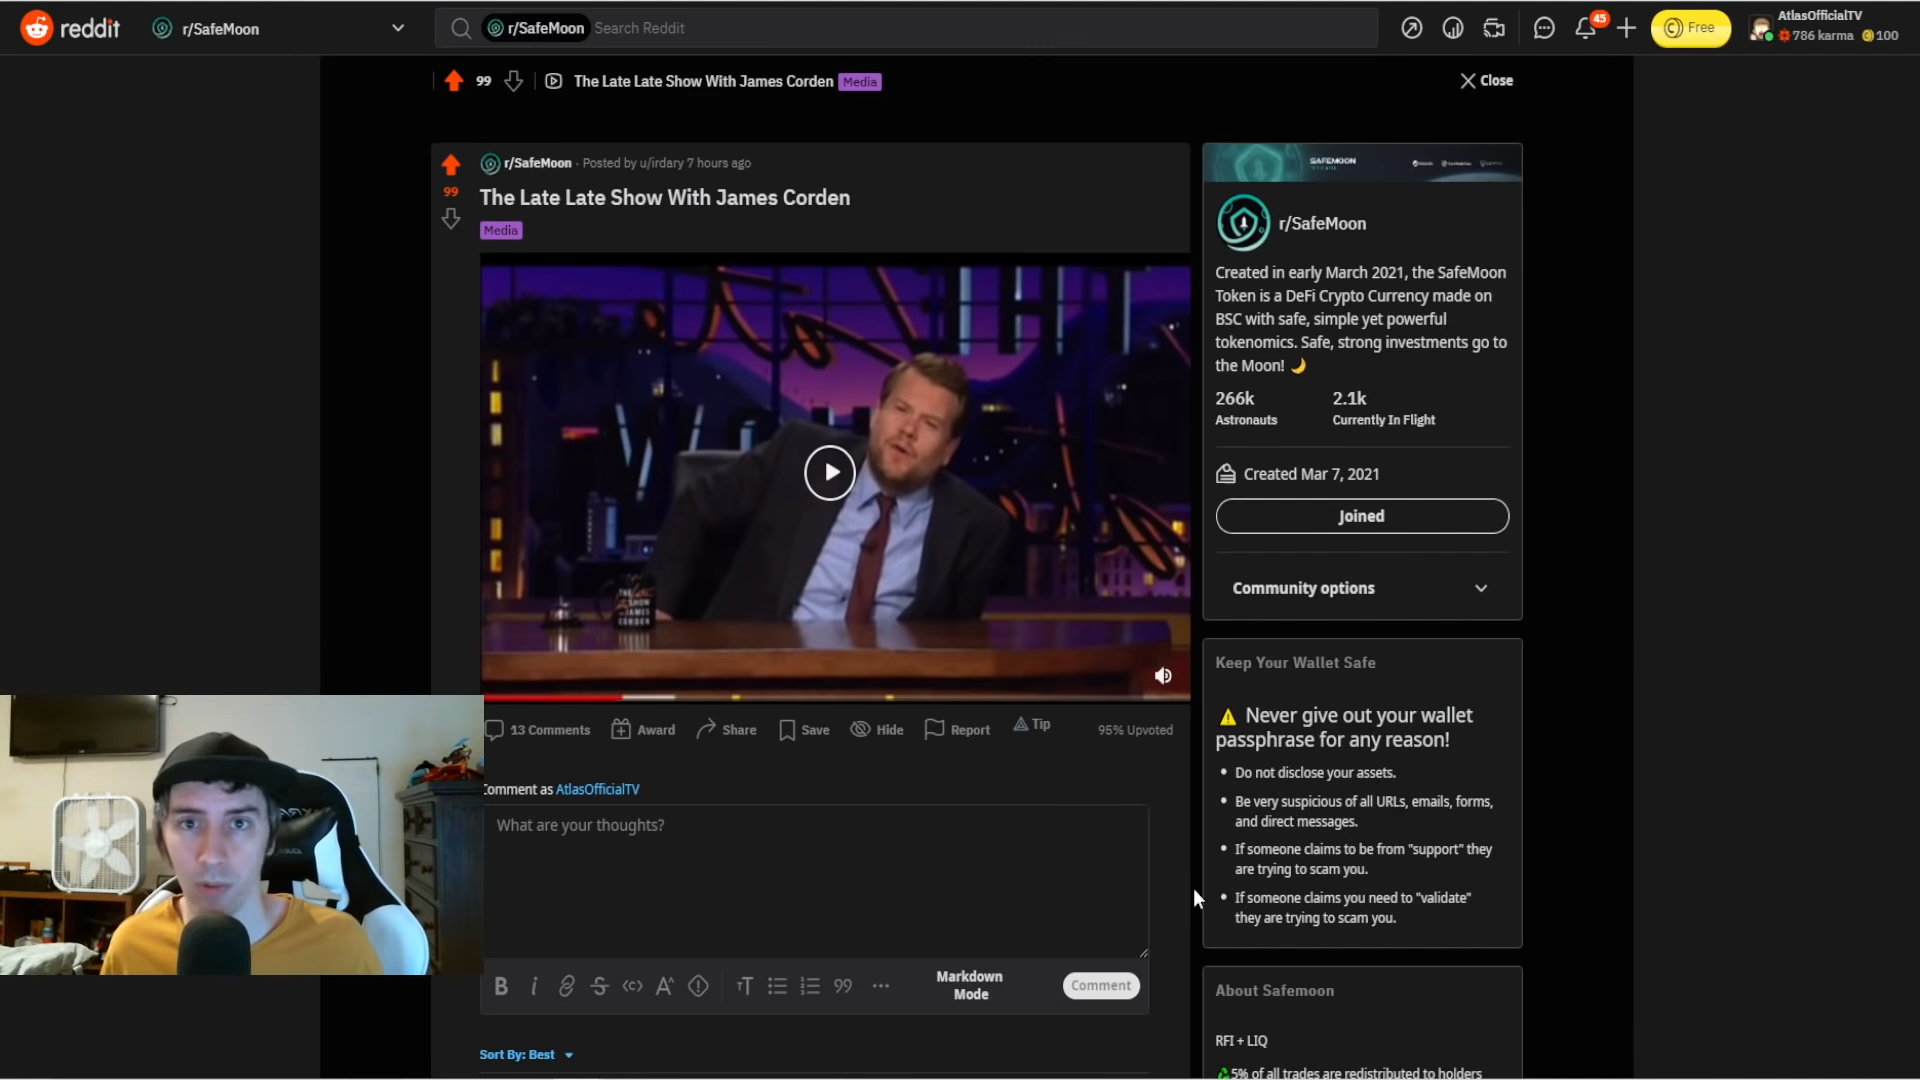 reddit
r/SafeMoon
r/SafeMoon Search Reddit
45
Free
AtlasOfficialTV
786 karma 100
99 The Late Late Show With James Corden Media
Close
99
r/SafeMoon · Posted by u/irdary 7 hours ago
The Late Late Show With James Corden
Media
THE
SHOW
JAMES
CORDEN
13 Comments Award Share Save Hide Report Tip 95% Upvoted
Comment as AtlasOfficialTV
What are your thoughts?
B i S <c> A 99 ...
Markdown
Mode
Comment
Sort By: Best
SAFEMOON
r/SafeMoon
Created in early March 2021, the SafeMoon
Token is a DeFi Crypto Currency made on
BSC with safe, simple yet powerful
tokenomics. Safe, strong investments go to
the Moon! 🌙
266k 2.1k
Astronauts Currently In Flight
Created Mar 7, 2021
Joined
Community options
Keep Your Wallet Safe
⚠ Never give out your wallet
passphrase for any reason!
• Do not disclose your assets.
• Be very suspicious of all URLs, emails, forms,
and direct messages.
• If someone claims to be from "support" they
are trying to scam you.
• If someone claims you need to "validate"
they are trying to scam you.
About Safemoon
RFI + LIQ
5% of all trades are redistributed to holders